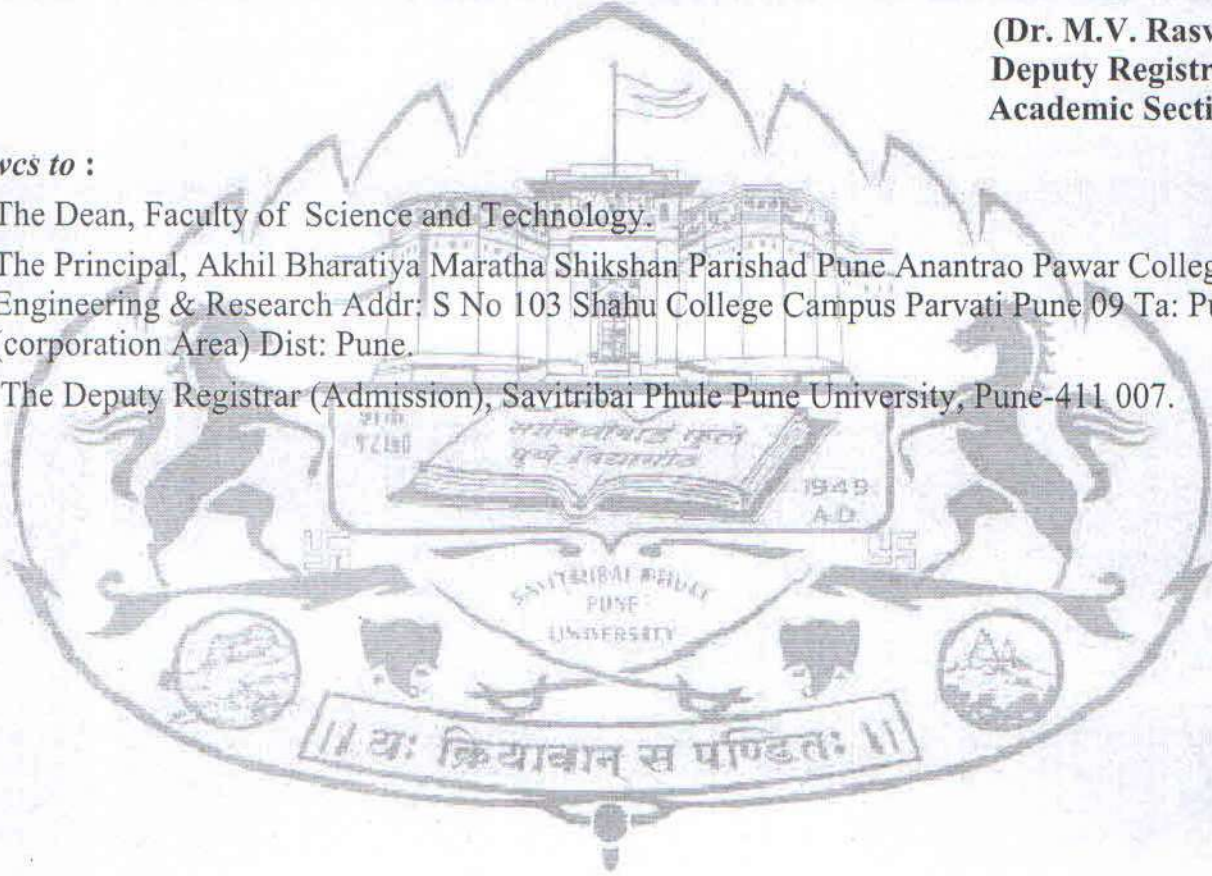 (Dr. M.V. Rasv
Deputy Registr
Academic Secti
wcs to :
The Dean, Faculty of Science and Technology.
The Principal, Akhil Bharatiya Maratha Shikshan Parishad Pune Anantrao Pawar Colleg
Engineering & Research Addr: S No 103 Shahu College Campus Parvati Pune 09 Ta: Pu
(corporation Area) Dist: Pune.
The Deputy Registrar (Admission), Savitribai Phule Pune University, Pune-411 007.
सावित्रीबाई फुले
पुणे विद्यापीठ
1949
A.D
SAVITRIBAI PHULE
PUNE
UNIVERSITY
।। यः क्रियावान स पण्डितः ।।